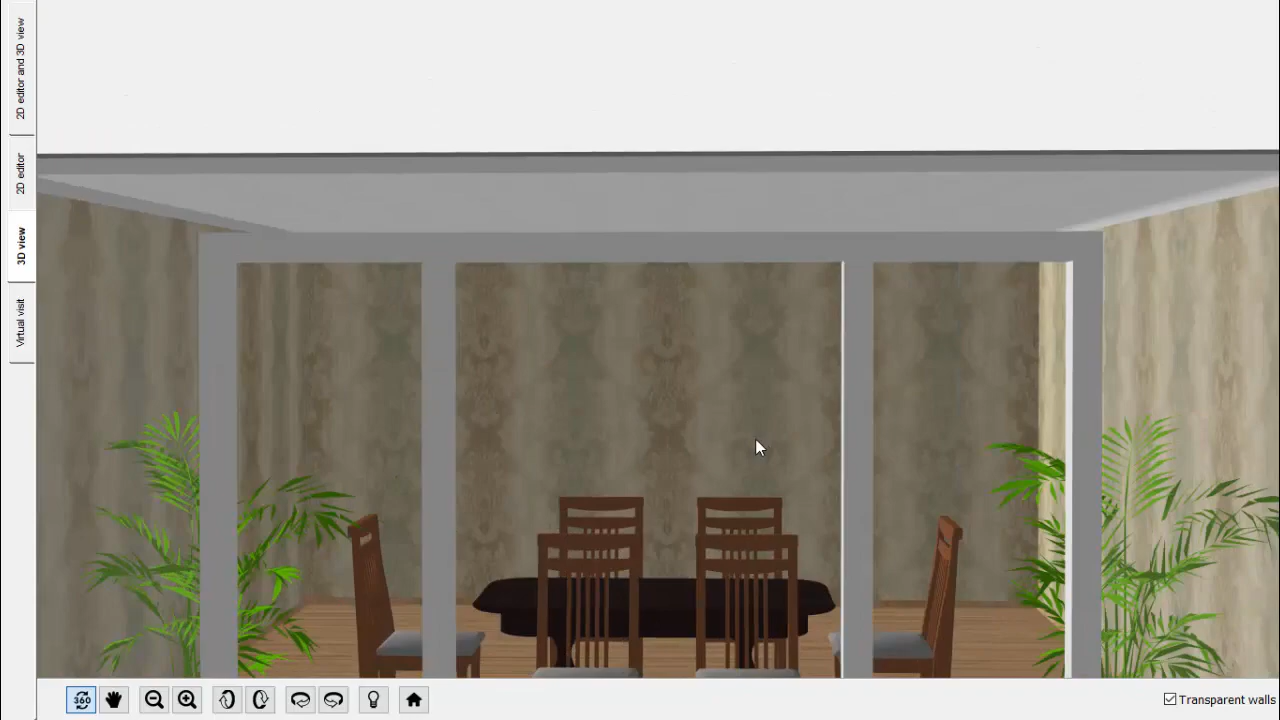 2D editor and 3D view
2D editor
3D view
Virtual visit
360
Transparent walls